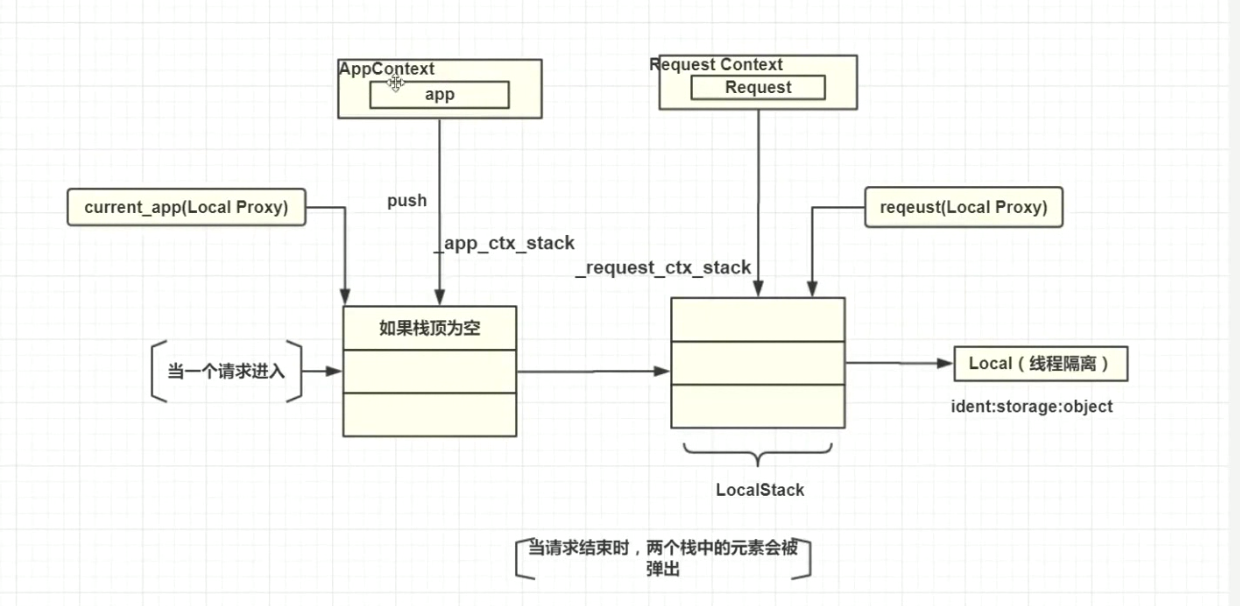 AppContext
app
Request Context
Request
current_app(Local Proxy)
push
reqeust(Local Proxy)
_app_ctx_stack
_request_ctx_stack
如果栈顶为空
当一个请求进入
Local（线程隔离）
ident:storage:object
LocalStack
当请求结束时，两个栈中的元素会被
弹出